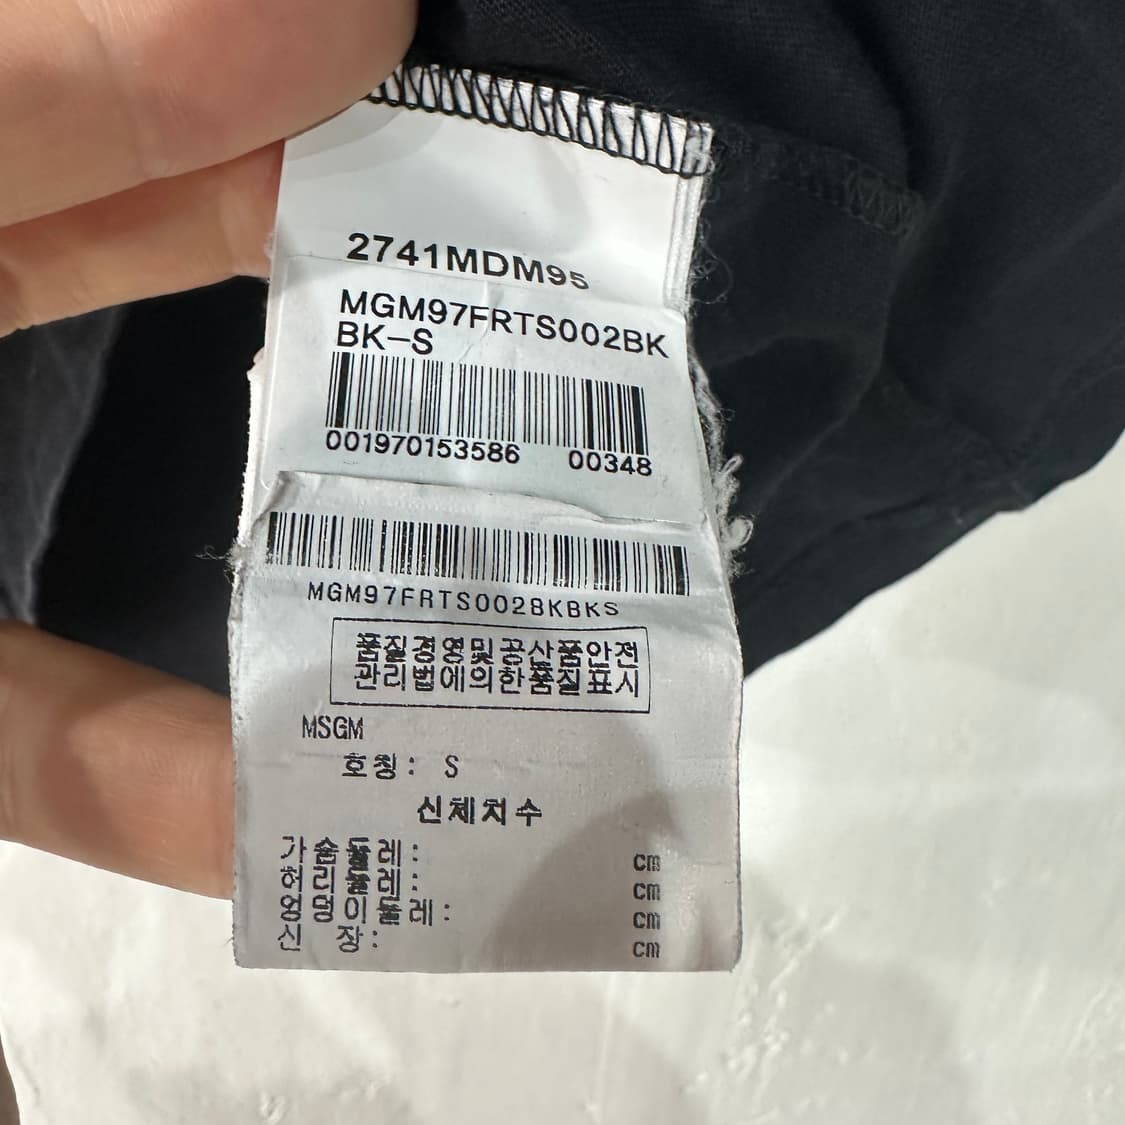 2741MDM95
MGM97FRTS002BK
BK-S
001970153586 00348
MGM97FRTS002BKBKS
품질경영및공산품안전
관리법에의한품질표시
MSGM
호칭: S
신체치수
가슴둘레: cm
허리둘레: cm
엉덩이둘레: cm
신 장: cm